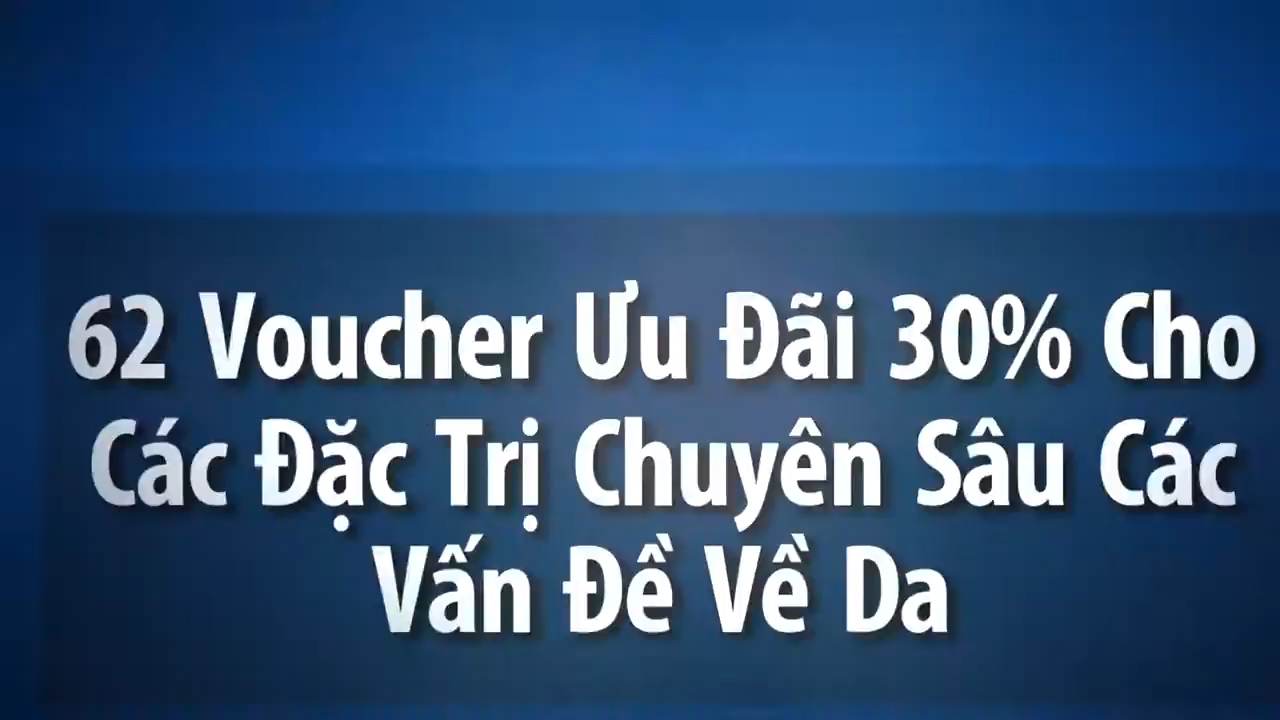 62 Voucher Ưu Đãi 30% Cho
Các Đặc Trị Chuyên Sâu Các
Vấn Đề Về Da